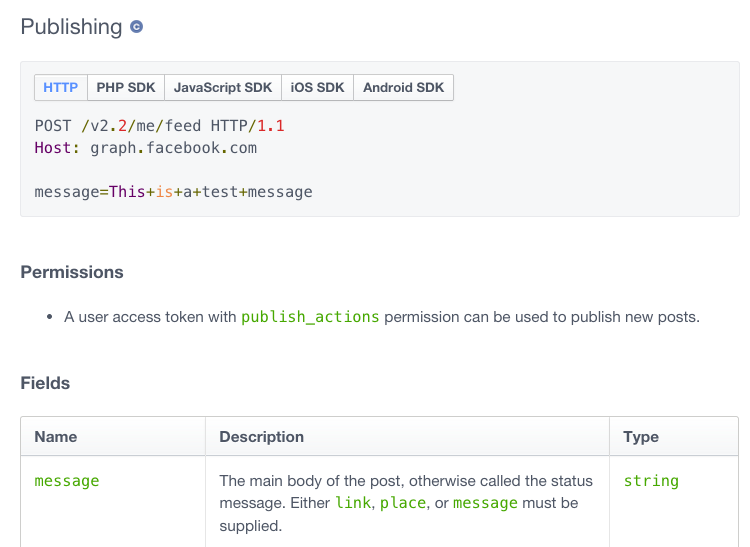 Publishing C
HTTP PHP SDK JavaScript SDK iOS SDK Android SDK
POST /v2.2/me/feed HTTP/1.1
Host: graph.facebook.com
message=This+is+a+test+message
Permissions
• A user access token with publish_actions permission can be used to publish new posts.
Fields
Name Description Type
message The main body of the post, otherwise called the status string
message. Either link, place, or message must be
supplied.